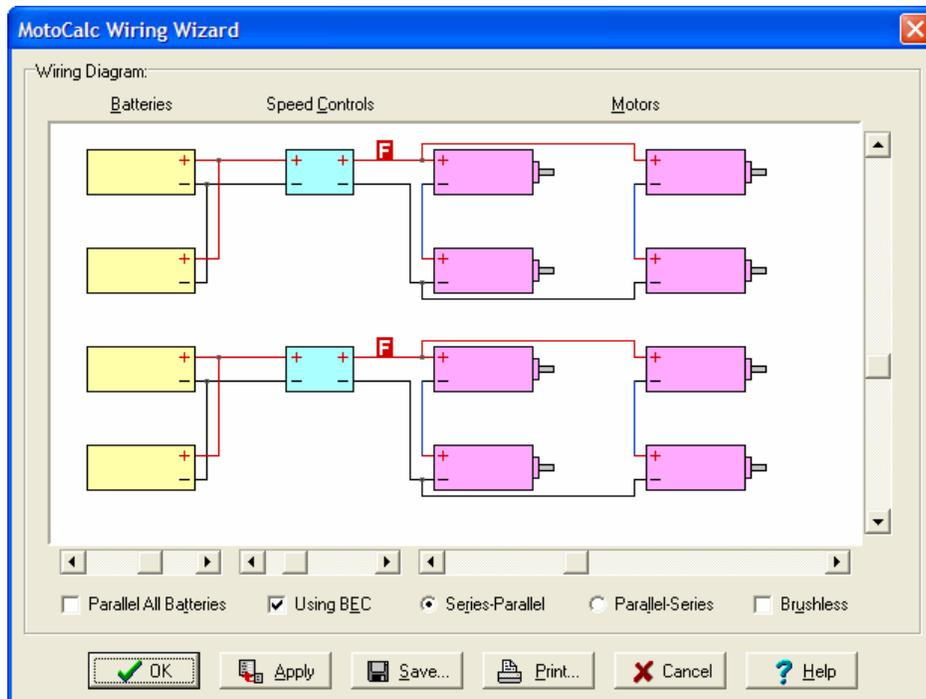 MotoCalc Wiring Wizard
Wiring Diagram:
Batteries Speed Controls Motors
+ + + F + +
− − − − −
+ + +
− − −
+ + + F + +
− − − − −
+ + +
− − −
Parallel All Batteries Using BEC Series-Parallel Parallel-Series Brushless
OK Apply Save... Print... Cancel ? Help